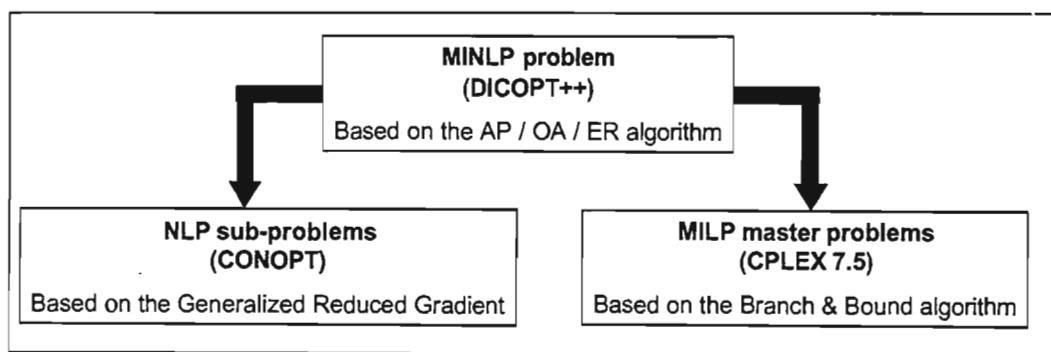 MINLP problem
(DICOPT++)
Based on the AP / OA / ER algorithm
NLP sub-problems
(CONOPT)
Based on the Generalized Reduced Gradient
MILP master problems
(CPLEX 7.5)
Based on the Branch & Bound algorithm